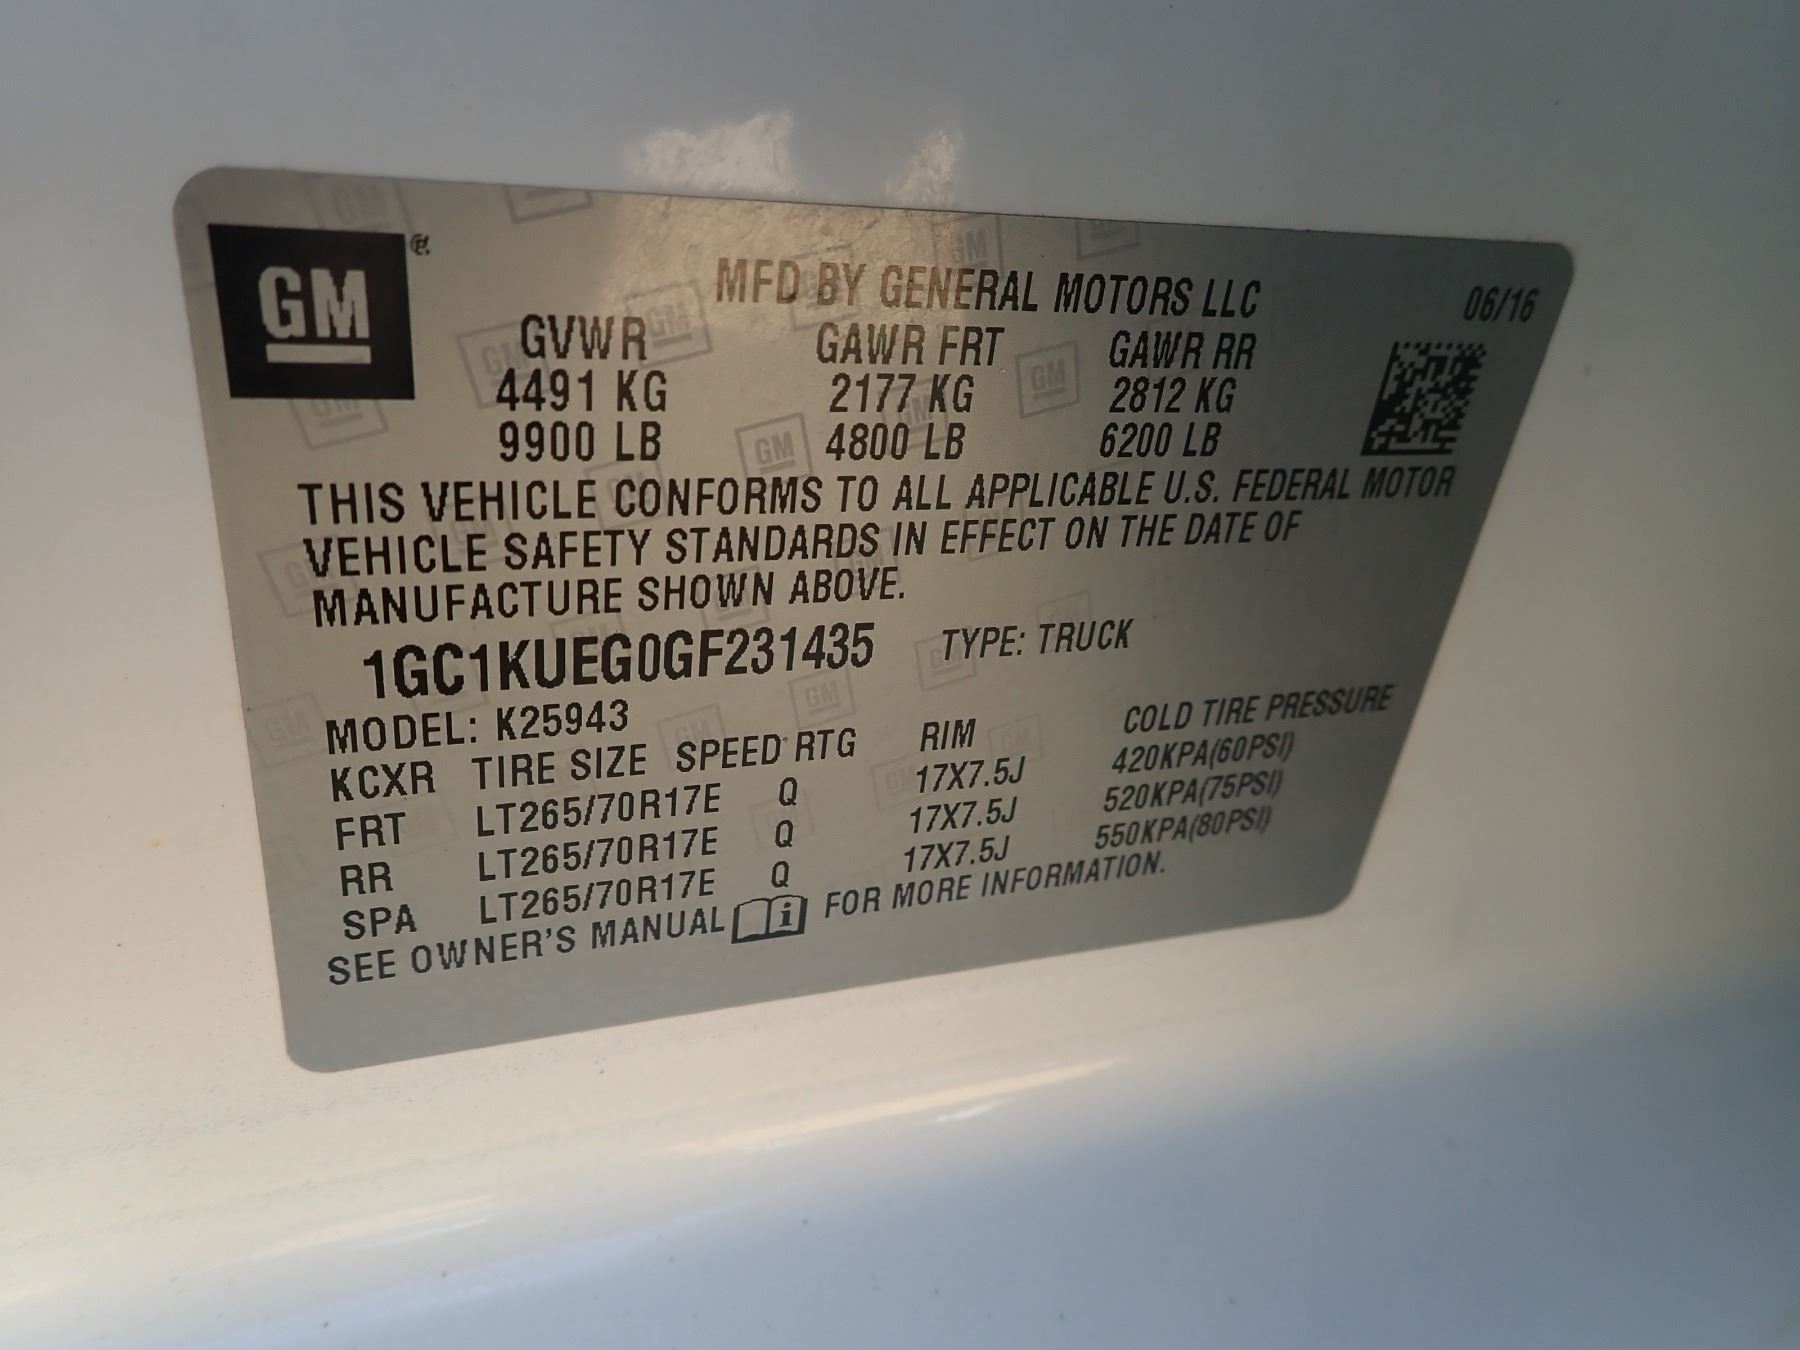 GM®
MFD BY GENERAL MOTORS LLC 06/16
GVWR GAWR FRT GAWR RR
4491 KG 2177 KG 2812 KG
9900 LB 4800 LB 6200 LB
THIS VEHICLE CONFORMS TO ALL APPLICABLE U.S. FEDERAL MOTOR
VEHICLE SAFETY STANDARDS IN EFFECT ON THE DATE OF
MANUFACTURE SHOWN ABOVE.
1GC1KUEG0GF231435 TYPE: TRUCK
MODEL: K25943
KCXR TIRE SIZE SPEED RTG RIM COLD TIRE PRESSURE
FRT LT265/70R17E Q 17X7.5J 420KPA(60PSI)
RR LT265/70R17E Q 17X7.5J 520KPA(75PSI)
SPA LT265/70R17E Q 17X7.5J 550KPA(80PSI)
SEE OWNER'S MANUAL i FOR MORE INFORMATION.